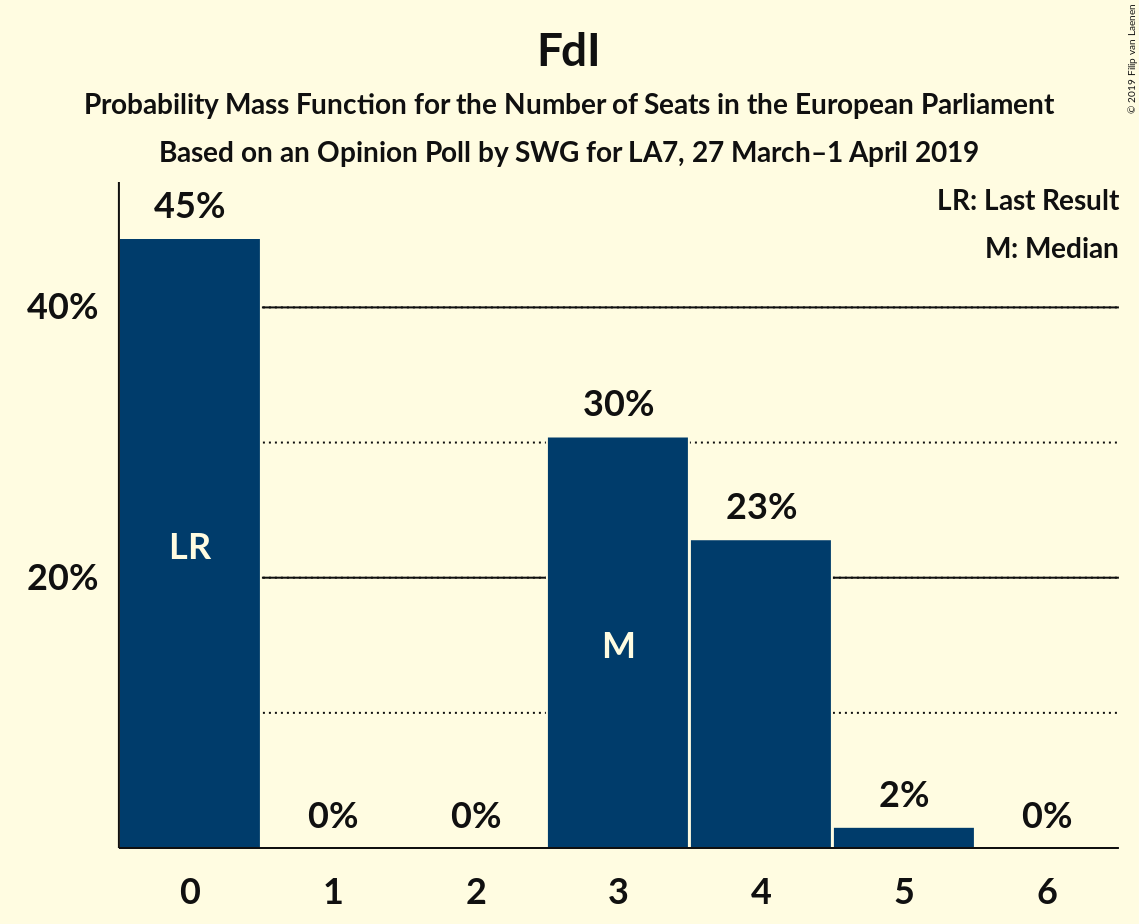 FdI
Probability Mass Function for the Number of Seats in the European Parliament
Based on an Opinion Poll by SWG for LA7, 27 March–1 April 2019
© 2019 Filip van Laenen
LR: Last Result
M: Median
45%
40%
30%
23%
20%
LR
M
0%
0%
2%
0%
0
1
2
3
4
5
6